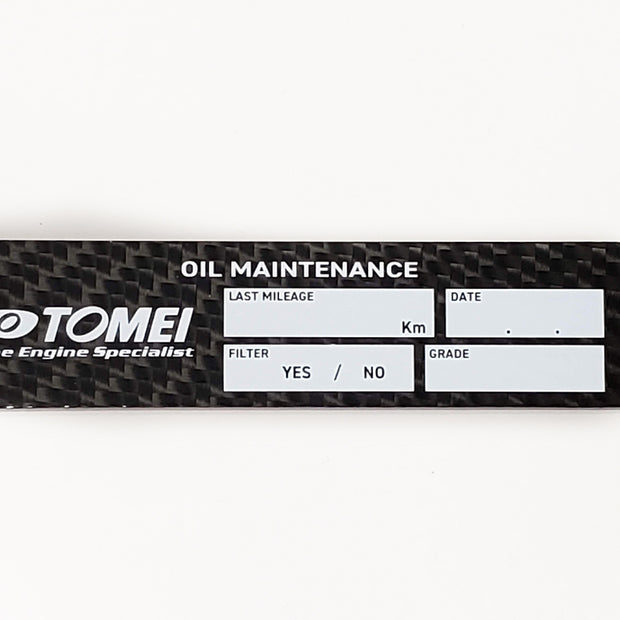 OIL MAINTENANCE
TOMEI
Engine Specialist
LAST MILEAGE
Km
DATE
. .
FILTER
YES / NO
GRADE